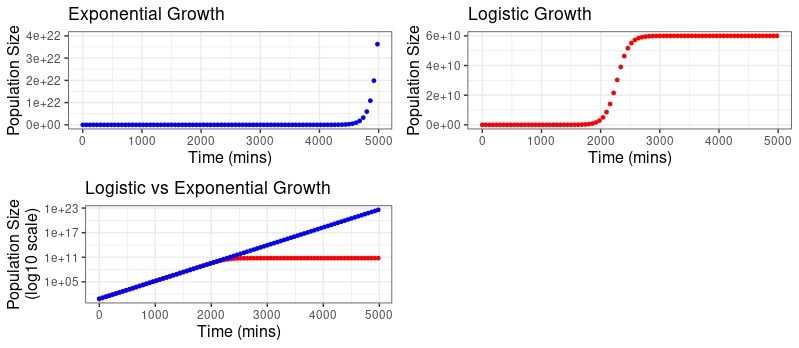 Exponential Growth
Population Size
4e+22
3e+22
2e+22
1e+22
0e+00
0 1000 2000 3000 4000 5000
Time (mins)
Logistic Growth
Population Size
6e+10
4e+10
2e+10
0e+00
0 1000 2000 3000 4000 5000
Time (mins)
Logistic vs Exponential Growth
Population Size
(log10 scale)
1e+23
1e+17
1e+11
1e+05
0 1000 2000 3000 4000 5000
Time (mins)